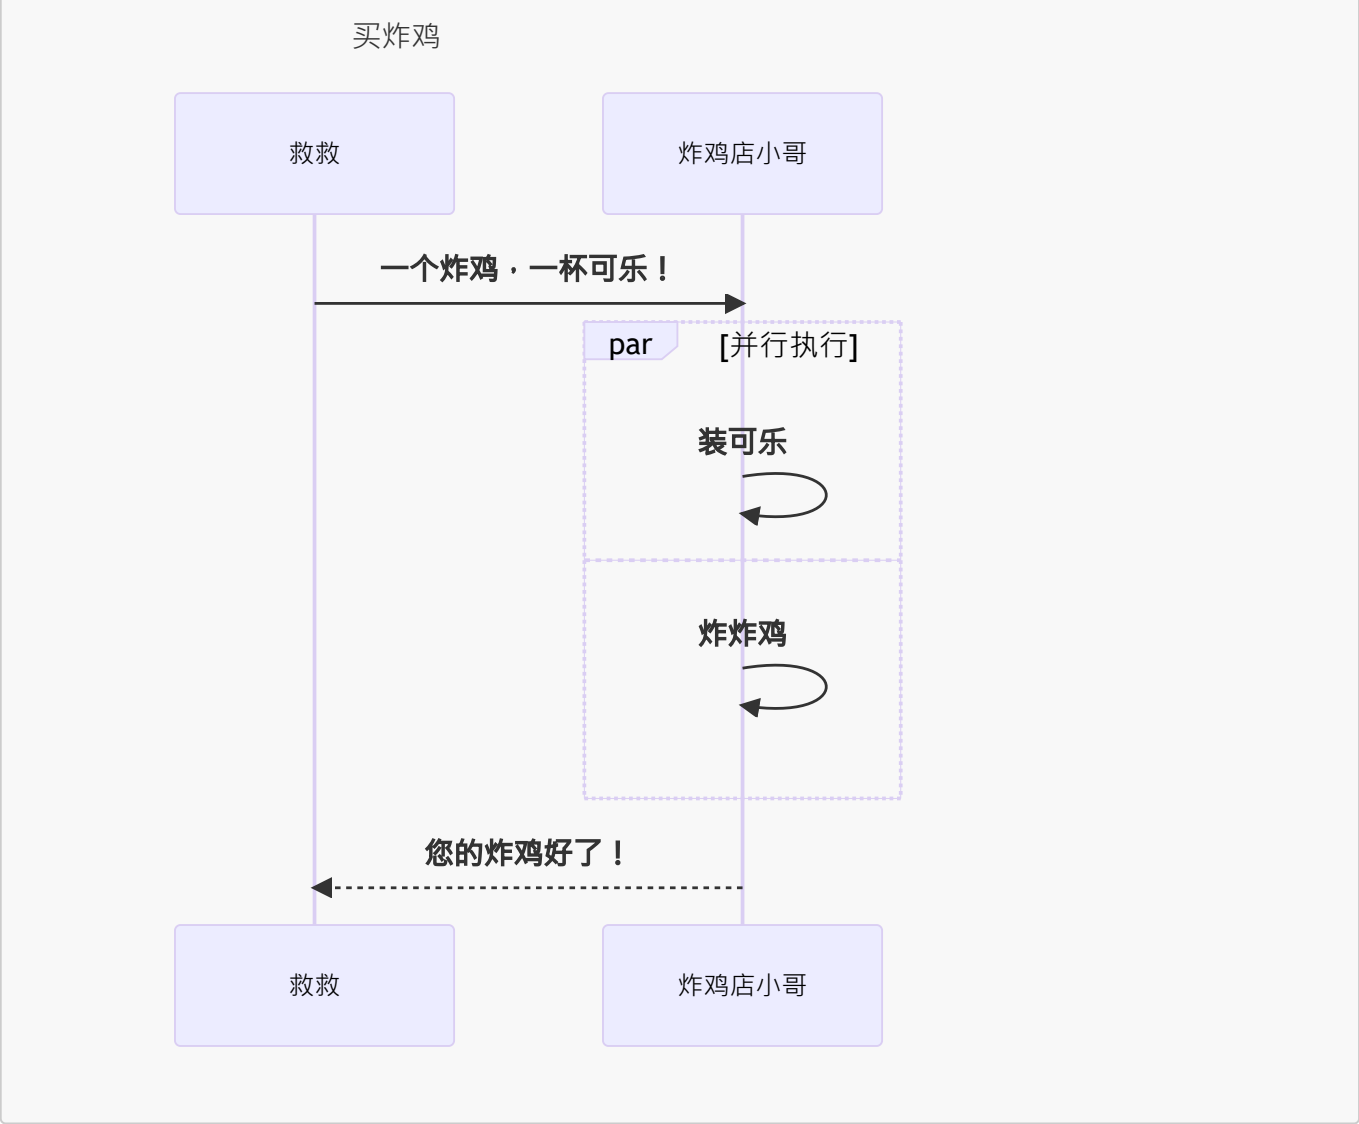 买炸鸡
救救
炸鸡店小哥
一个炸鸡，一杯可乐！
par
[并行执行]
装可乐
炸炸鸡
您的炸鸡好了！
救救
炸鸡店小哥